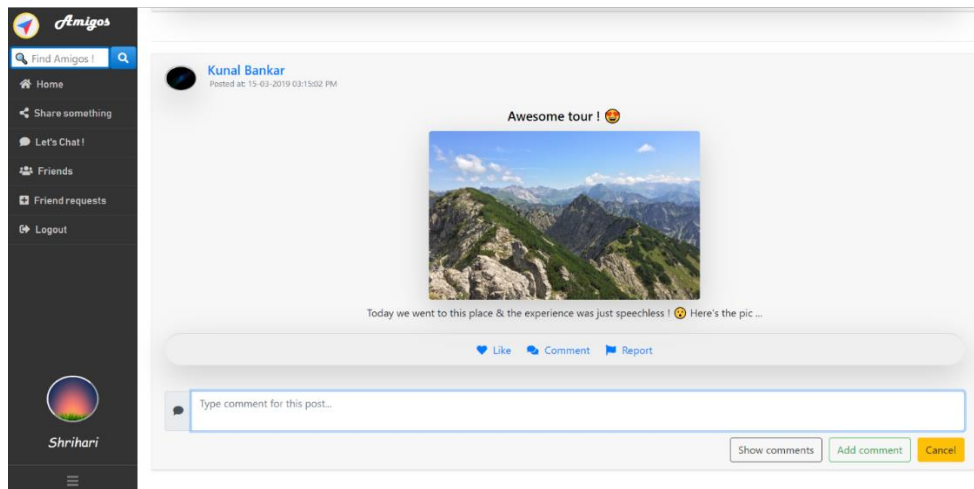 Amigos
Find Amigos !
Home
Share something
Let's Chat !
Friends
Friend requests
Logout
Shrihari
Kunal Bankar
Posted at: 15-03-2019 03:15:02 PM
Awesome tour ! 😍
Today we went to this place & the experience was just speechless ! 😮 Here's the pic ...
Like Comment Report
Type comment for this post...
Show comments Add comment Cancel